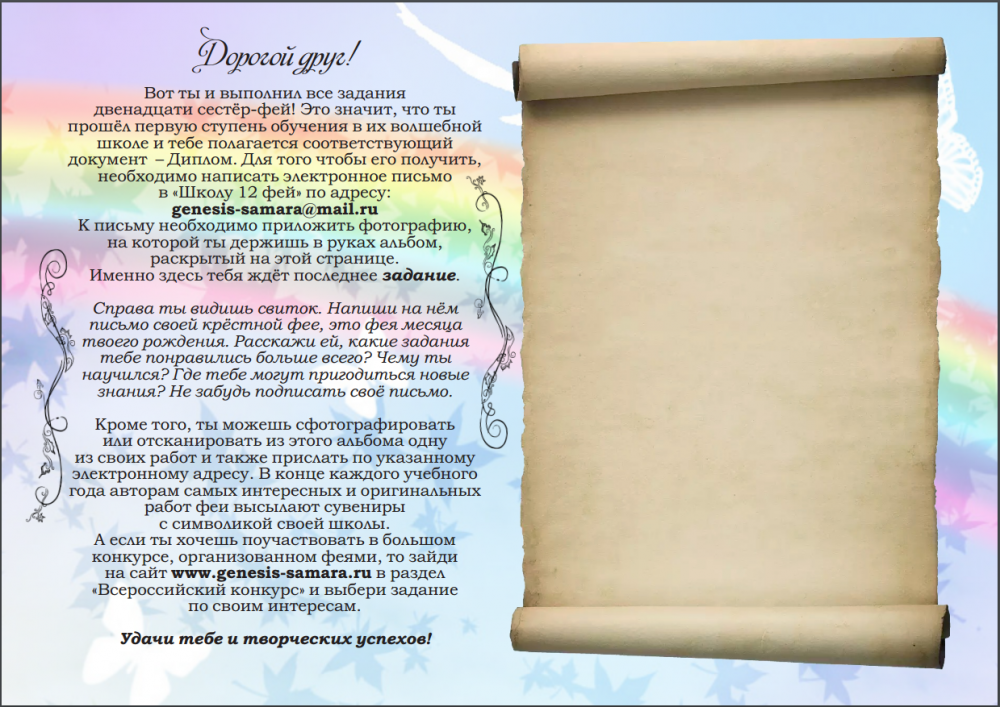 Дорогой друг!
Вот ты и выполнил все задания
двенадцати сестёр-фей! Это значит, что ты
прошёл первую ступень обучения в их волшебной
школе и тебе полагается соответствующий
документ – Диплом. Для того чтобы его получить,
необходимо написать электронное письмо
в «Школу 12 фей» по адресу:
genesis-samara@mail.ru
К письму необходимо приложить фотографию,
на которой ты держишь в руках альбом,
раскрытый на этой странице.
Именно здесь тебя ждёт последнее задание.
Справа ты видишь свиток. Напиши на нём
письмо своей крёстной фее, это фея месяца
твоего рождения. Расскажи ей, какие задания
тебе понравились больше всего? Чему ты
научился? Где тебе могут пригодиться новые
знания? Не забудь подписать своё письмо.
Кроме того, ты можешь сфотографировать
или отсканировать из этого альбома одну
из своих работ и также прислать по указанному
электронному адресу. В конце каждого учебного
года авторам самых интересных и оригинальных
работ феи высылают сувениры
с символикой своей школы.
А если ты хочешь поучаствовать в большом
конкурсе, организованном феями, то зайди
на сайт www.genesis-samara.ru в раздел
«Всероссийский конкурс» и выбери задание
по своим интересам.
Удачи тебе и творческих успехов!